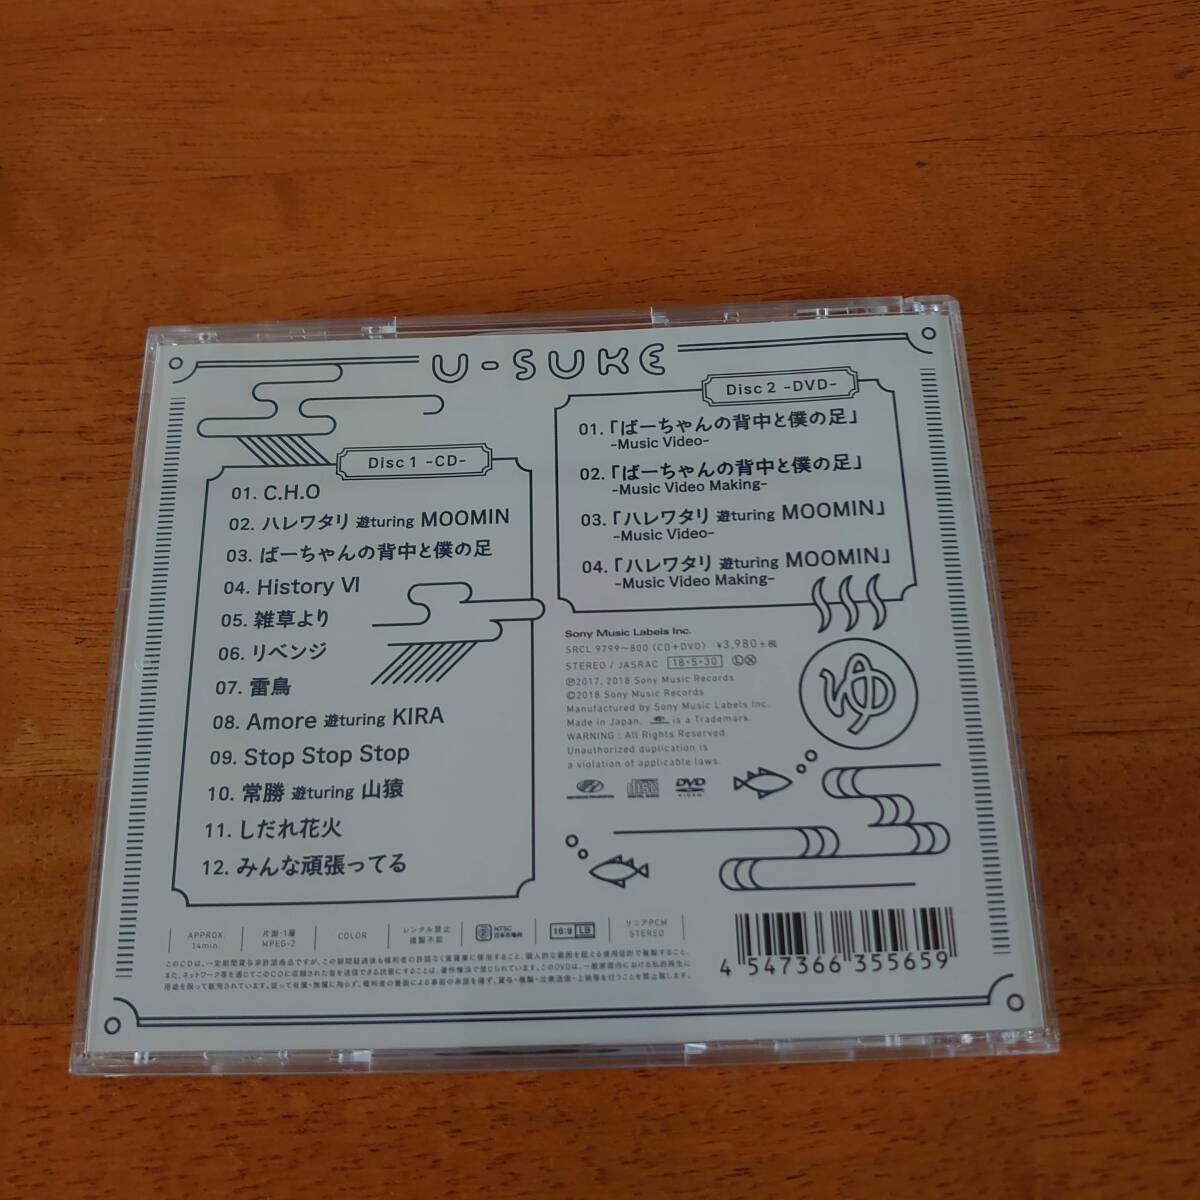 U-SUKE
Disc 1 -CD-
01. C.H.O
02. ハレワタリ 遊turing MOOMIN
03. ばーちゃんの背中と僕の足
04. History VI
05. 雑草より
06. リベンジ
07. 雷鳥
08. Amore 遊turing KIRA
09. Stop Stop Stop
10. 常勝 遊turing 山猿
11. しだれ花火
12. みんな頑張ってる
Disc 2 -DVD-
01.「ばーちゃんの背中と僕の足」
-Music Video-
02.「ばーちゃんの背中と僕の足」
-Music Video Making-
03.「ハレワタリ 遊turing MOOMIN」
-Music Video-
04.「ハレワタリ 遊turing MOOMIN」
-Music Video Making-
Sony Music Labels Inc.
SRCL 9799〜800 (CD+DVD) ¥3,980+税
STEREO / JASRAC 18・5・30 Ⓛ Ⓧ
℗2017, 2018 Sony Music Records
©2018 Sony Music Records
Manufactured by Sony Music Labels Inc.
Made in Japan. is a Trademark.
WARNING : All Rights Reserved.
Unauthorized duplication is
a violation of applicable laws.
ゆ
DVD
VIDEO
APPROX.
14min.
片面・1層
MPEG-2
COLOR
レンタル禁止
複製不能
2
NTSC
日本市場向
16:9 LB
リニアPCM
STEREO
4 547366 355659